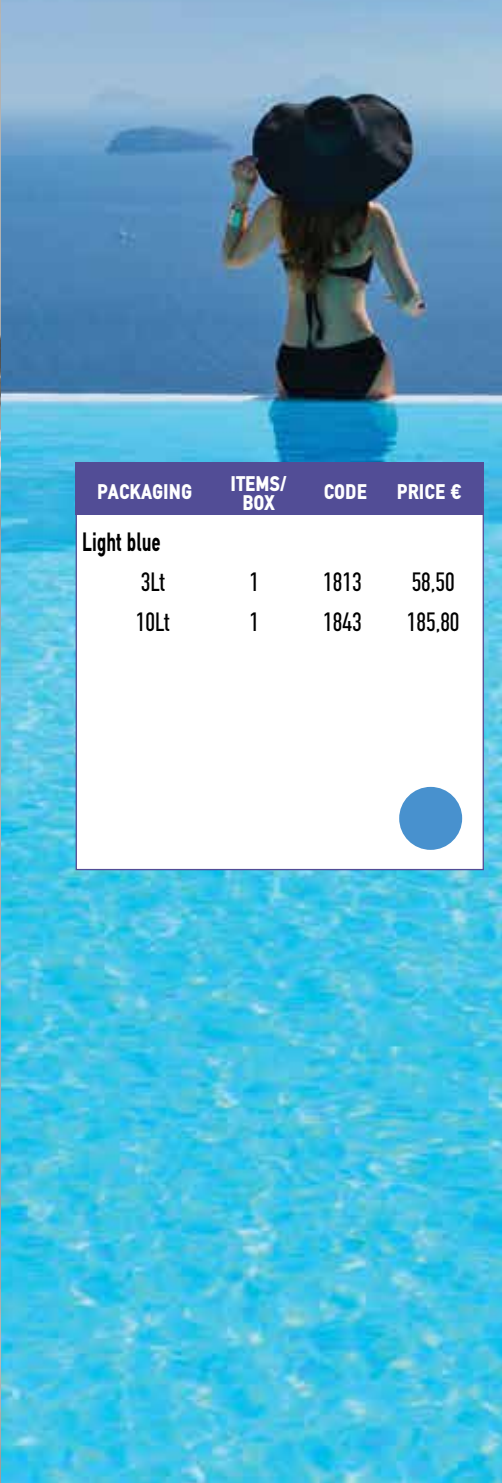 PACKAGING ITEMS/BOX CODE PRICE €
Light blue
3Lt 1 1813 58,50
10Lt 1 1843 185,80